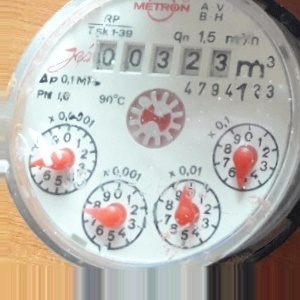 METRON
A·V
B·H
RP
T Sk 1-39
qn 1,5 m³/h
00323 m³
Δp 0,1 MPa
4794123
PN 1,0
90°C
x 0,0001
x 0,1
x 0,001
x 0,01